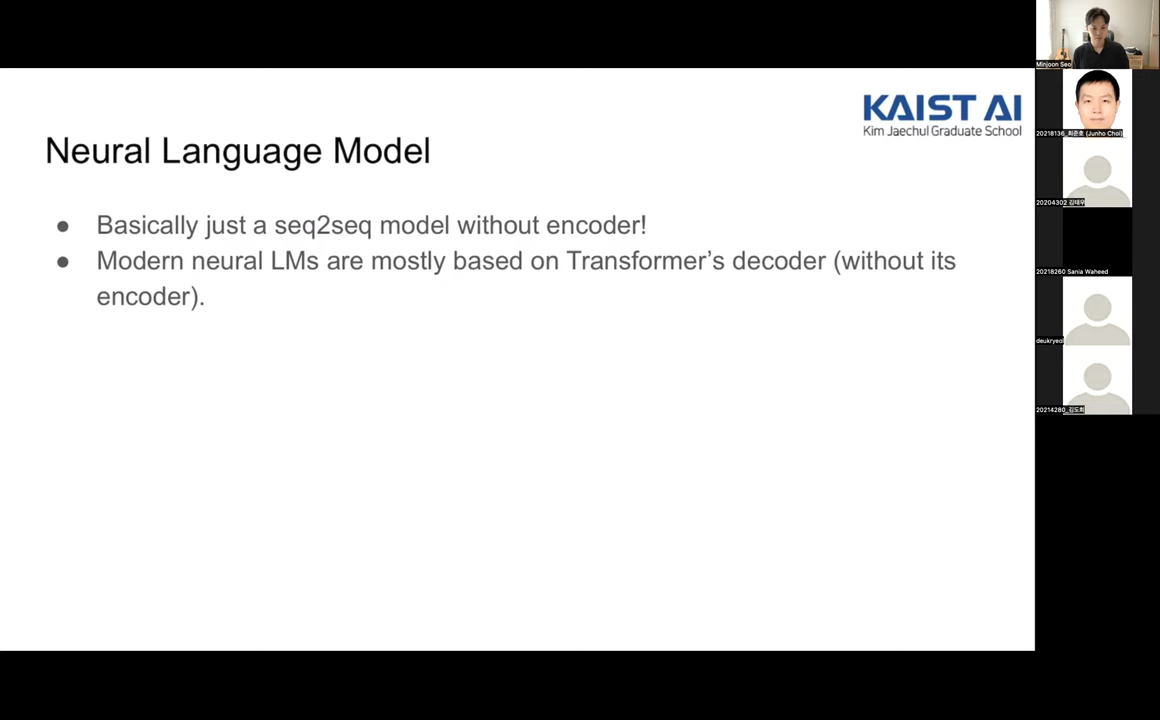 KAIST AI
Kim Jaechul Graduate School
Neural Language Model
● Basically just a seq2seq model without encoder!
● Modern neural LMs are mostly based on Transformer’s decoder (without its
encoder).
Minjoon Seo
20218136_최준호 (Junho Choi)
20204302 김태우
20218260 Sania Waheed
deukryeol
20214280_김도희